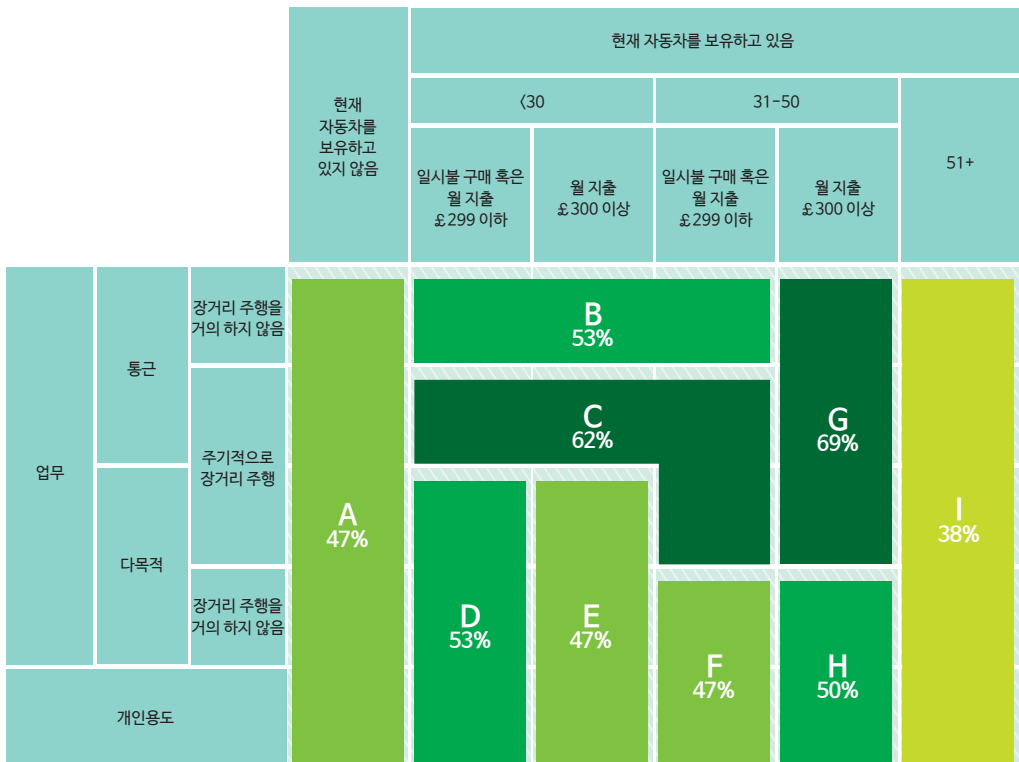 현재
자동차를
보유하고
있지 않음
현재 자동차를 보유하고 있음
<30
31-50
51+
일시불 구매 혹은
월 지출
£299 이하
월 지출
£300 이상
일시불 구매 혹은
월 지출
£299 이하
월 지출
£300 이상
업무
통근
장거리 주행을
거의 하지 않음
주기적으로
장거리 주행
다목적
장거리 주행을
거의 하지 않음
개인용도
A
47%
B
53%
C
62%
D
53%
E
47%
F
47%
G
69%
H
50%
I
38%